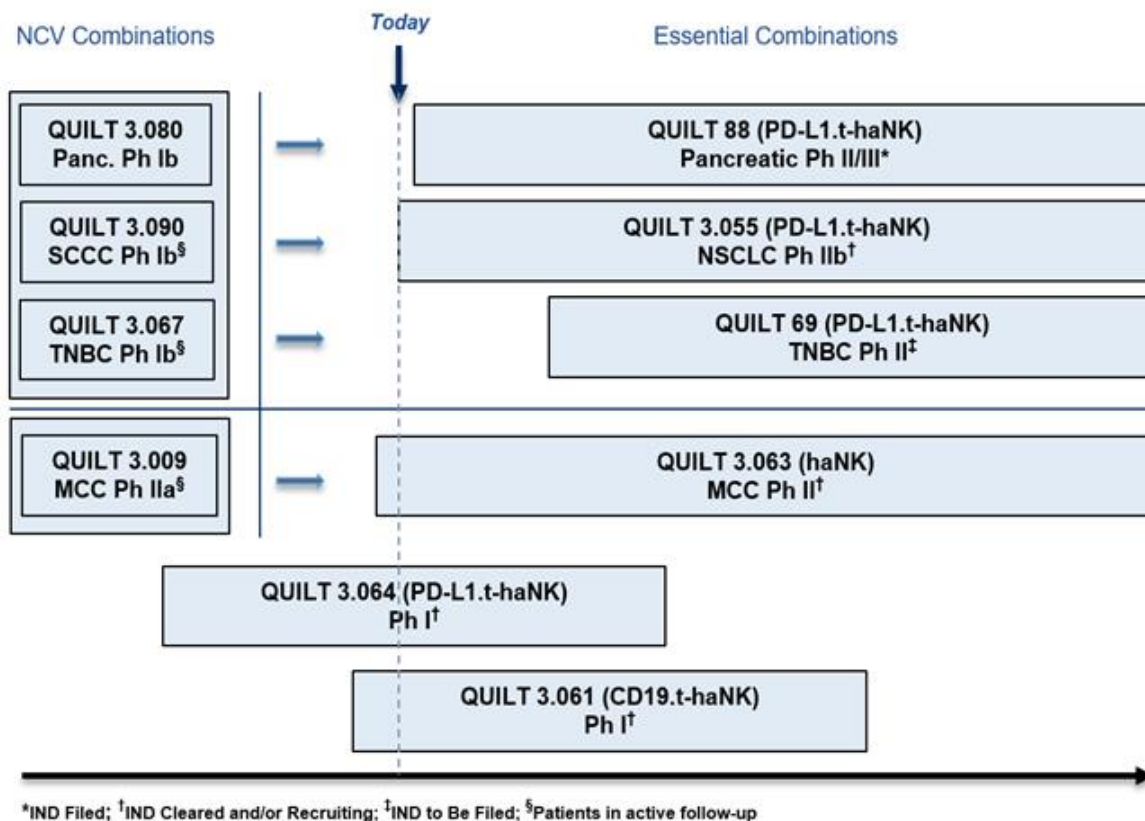 NCV Combinations
Today
Essential Combinations
QUILT 3.080
Panc. Ph Ib
QUILT 88 (PD-L1.t-haNK)
Pancreatic Ph II/III*
QUILT 3.090
SCCC Ph Ib§
QUILT 3.055 (PD-L1.t-haNK)
NSCLC Ph IIb†
QUILT 3.067
TNBC Ph Ib§
QUILT 69 (PD-L1.t-haNK)
TNBC Ph II‡
QUILT 3.009
MCC Ph IIa§
QUILT 3.063 (haNK)
MCC Ph II†
QUILT 3.064 (PD-L1.t-haNK)
Ph I†
QUILT 3.061 (CD19.t-haNK)
Ph I†
*IND Filed; †IND Cleared and/or Recruiting; ‡IND to Be Filed; §Patients in active follow-up